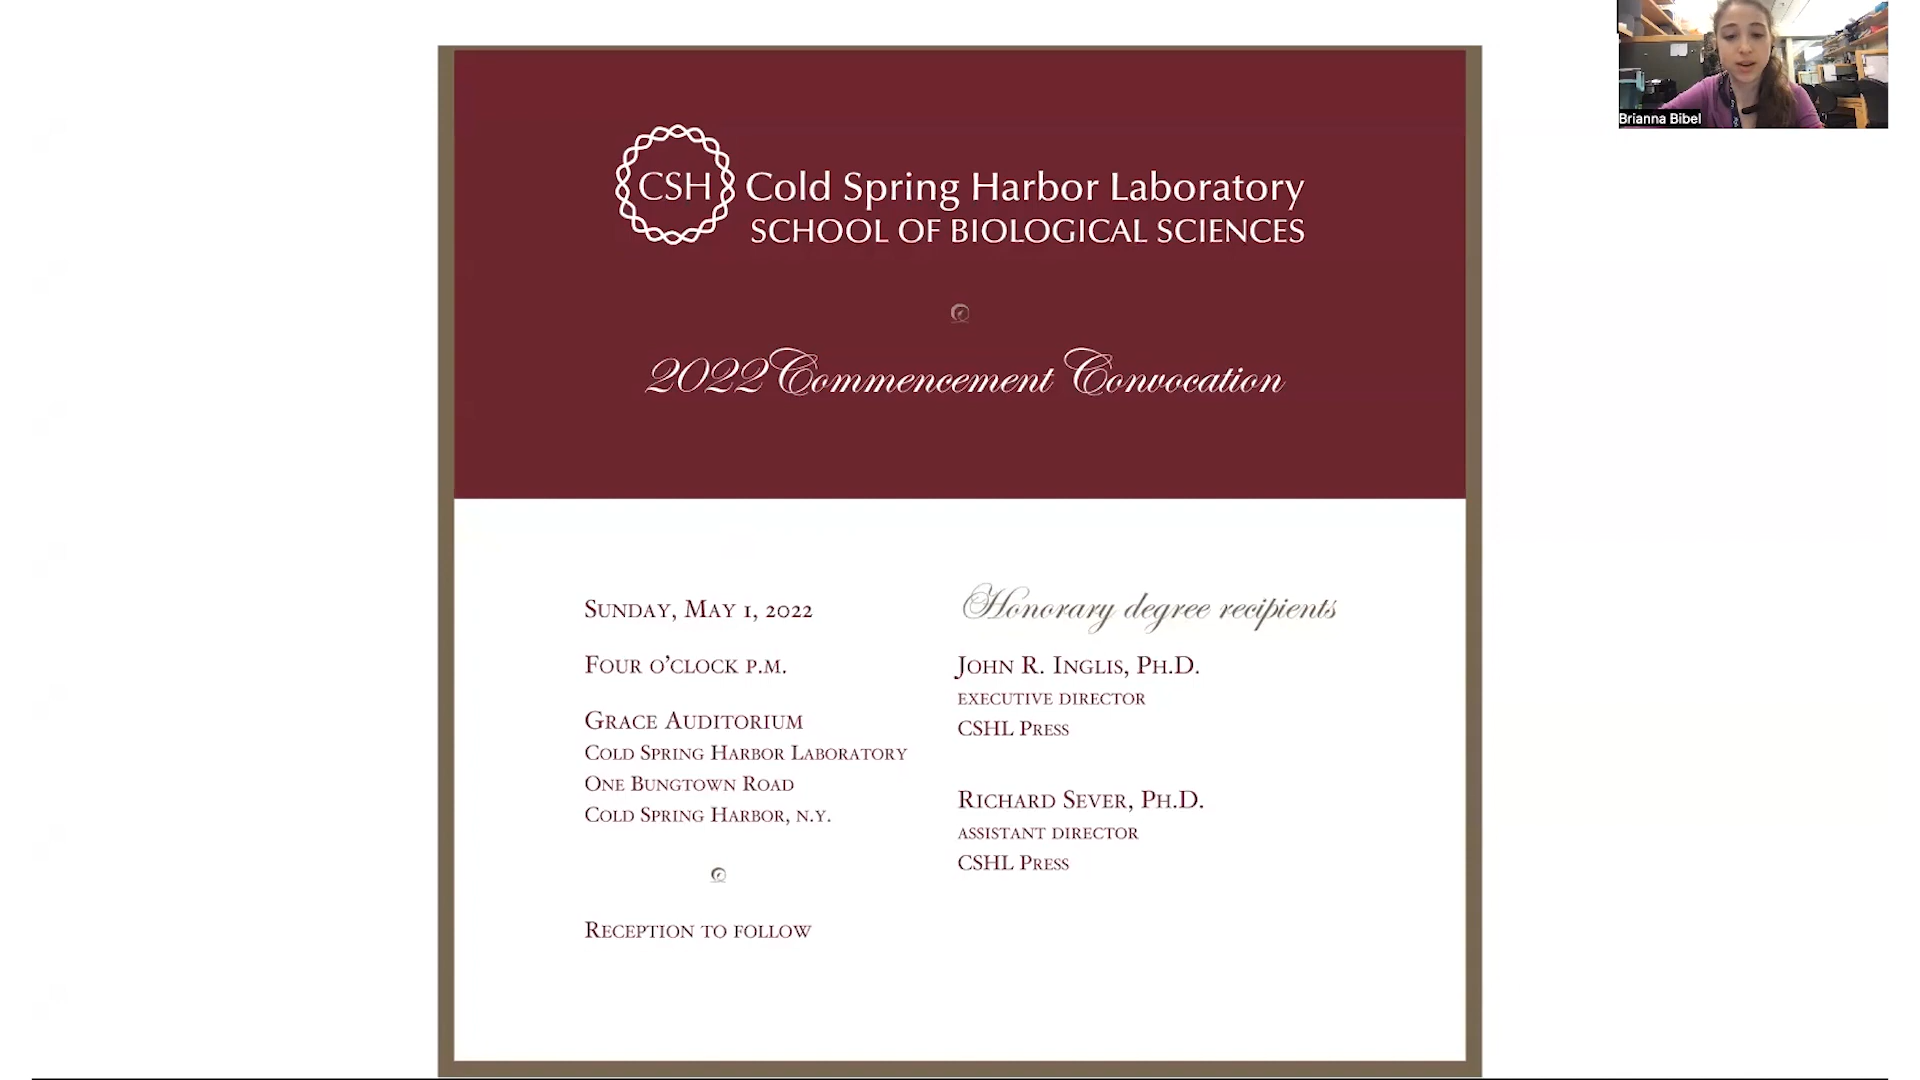 CSH
Cold Spring Harbor Laboratory
SCHOOL OF BIOLOGICAL SCIENCES
2022 Commencement Convocation
Sunday, May 1, 2022
Four o'clock p.m.
Grace Auditorium
Cold Spring Harbor Laboratory
One Bungtown Road
Cold Spring Harbor, N.Y.
Reception to follow
Honorary degree recipients
John R. Inglis, Ph.D.
executive director
CSHL Press
Richard Sever, Ph.D.
assistant director
CSHL Press
Brianna Bibel